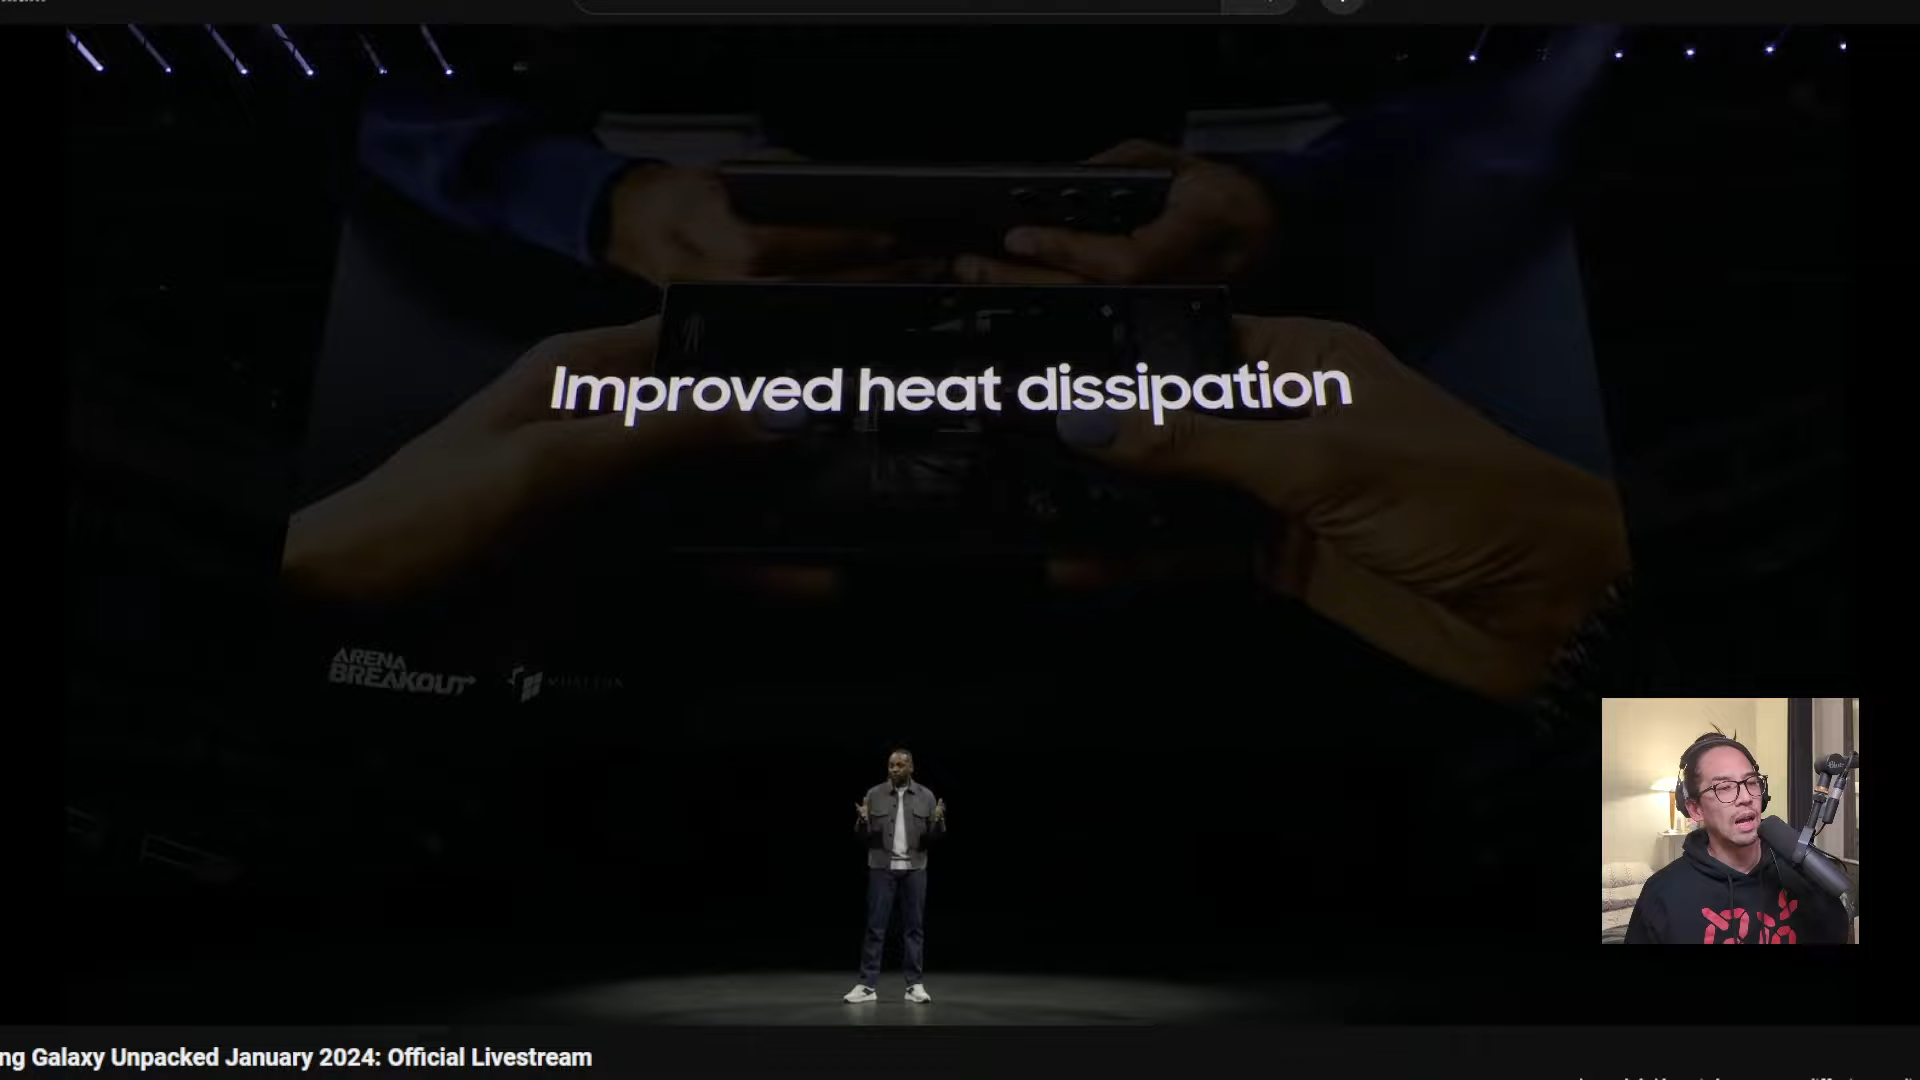 Improved heat dissipation
ARENA
BREAKOUT
ng Galaxy Unpacked January 2024: Official Livestream